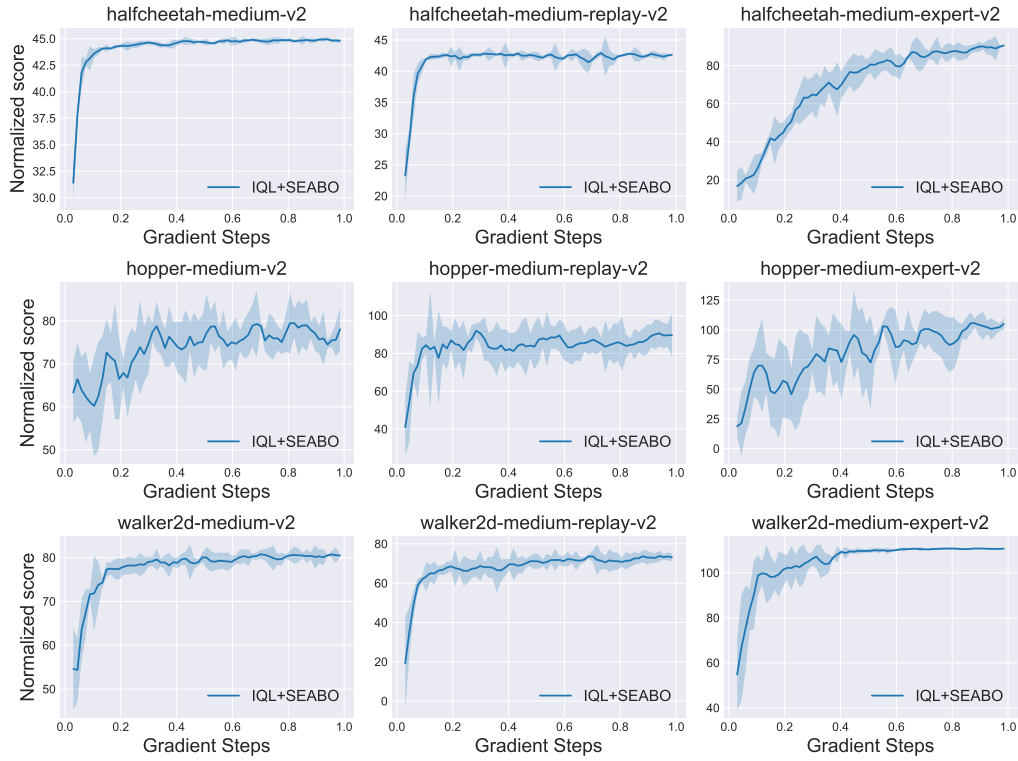 halfcheetah-medium-v2
Normalized score
45.0
42.5
40.0
37.5
35.0
32.5
30.0
IQL+SEABO
0.0 0.2 0.4 0.6 0.8 1.0
Gradient Steps
halfcheetah-medium-replay-v2
45
40
35
30
25
20
IQL+SEABO
0.0 0.2 0.4 0.6 0.8 1.0
Gradient Steps
halfcheetah-medium-expert-v2
80
60
40
20
IQL+SEABO
0.0 0.2 0.4 0.6 0.8 1.0
Gradient Steps
hopper-medium-v2
Normalized score
80
70
60
50
IQL+SEABO
0.0 0.2 0.4 0.6 0.8 1.0
Gradient Steps
hopper-medium-replay-v2
100
80
60
40
IQL+SEABO
0.0 0.2 0.4 0.6 0.8 1.0
Gradient Steps
hopper-medium-expert-v2
125
100
75
50
25
0
IQL+SEABO
0.0 0.2 0.4 0.6 0.8 1.0
Gradient Steps
walker2d-medium-v2
Normalized score
80
70
60
50
IQL+SEABO
0.0 0.2 0.4 0.6 0.8 1.0
Gradient Steps
walker2d-medium-replay-v2
80
60
40
20
0
IQL+SEABO
0.0 0.2 0.4 0.6 0.8 1.0
Gradient Steps
walker2d-medium-expert-v2
100
80
60
40
IQL+SEABO
0.0 0.2 0.4 0.6 0.8 1.0
Gradient Steps